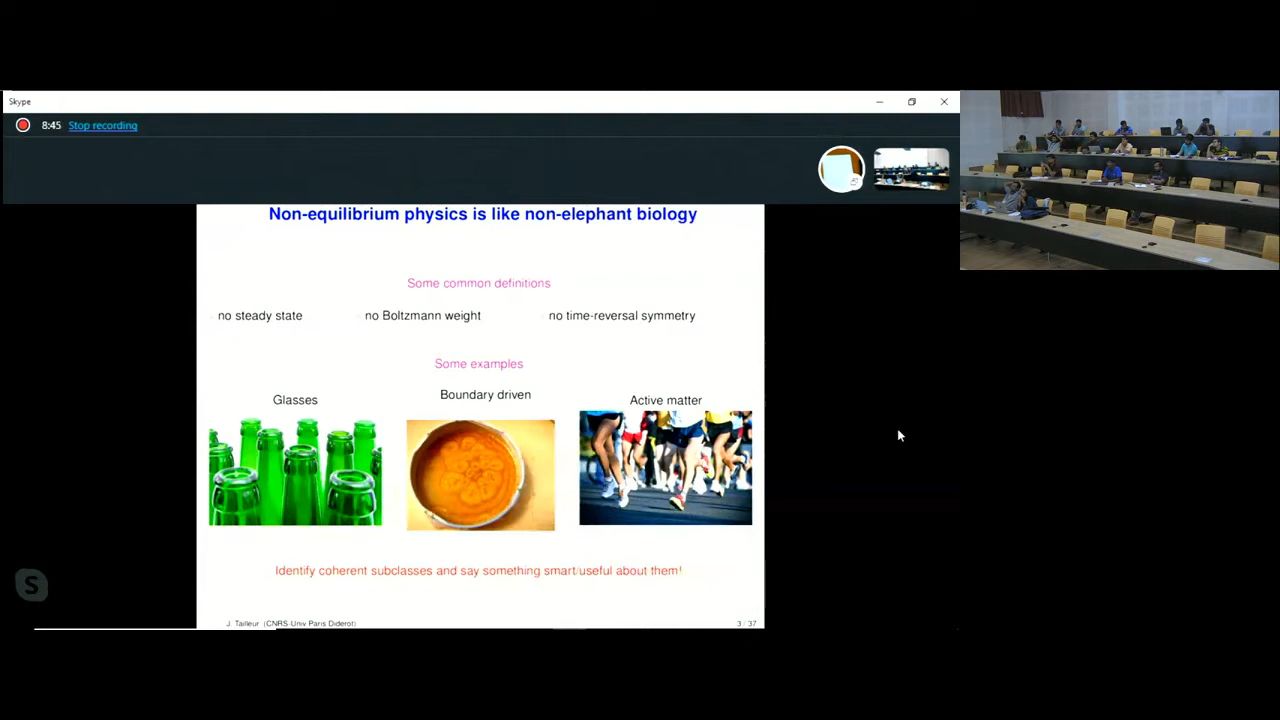 Skype
8:45 Stop recording
Non-equilibrium physics is like non-elephant biology
Some common definitions
no steady state no Boltzmann weight no time-reversal symmetry
Some examples
Glasses Boundary driven Active matter
Identify coherent subclasses and say something smart/useful about them!
S
J. Tailleur (CNRS-Univ Paris Diderot) 3 / 37